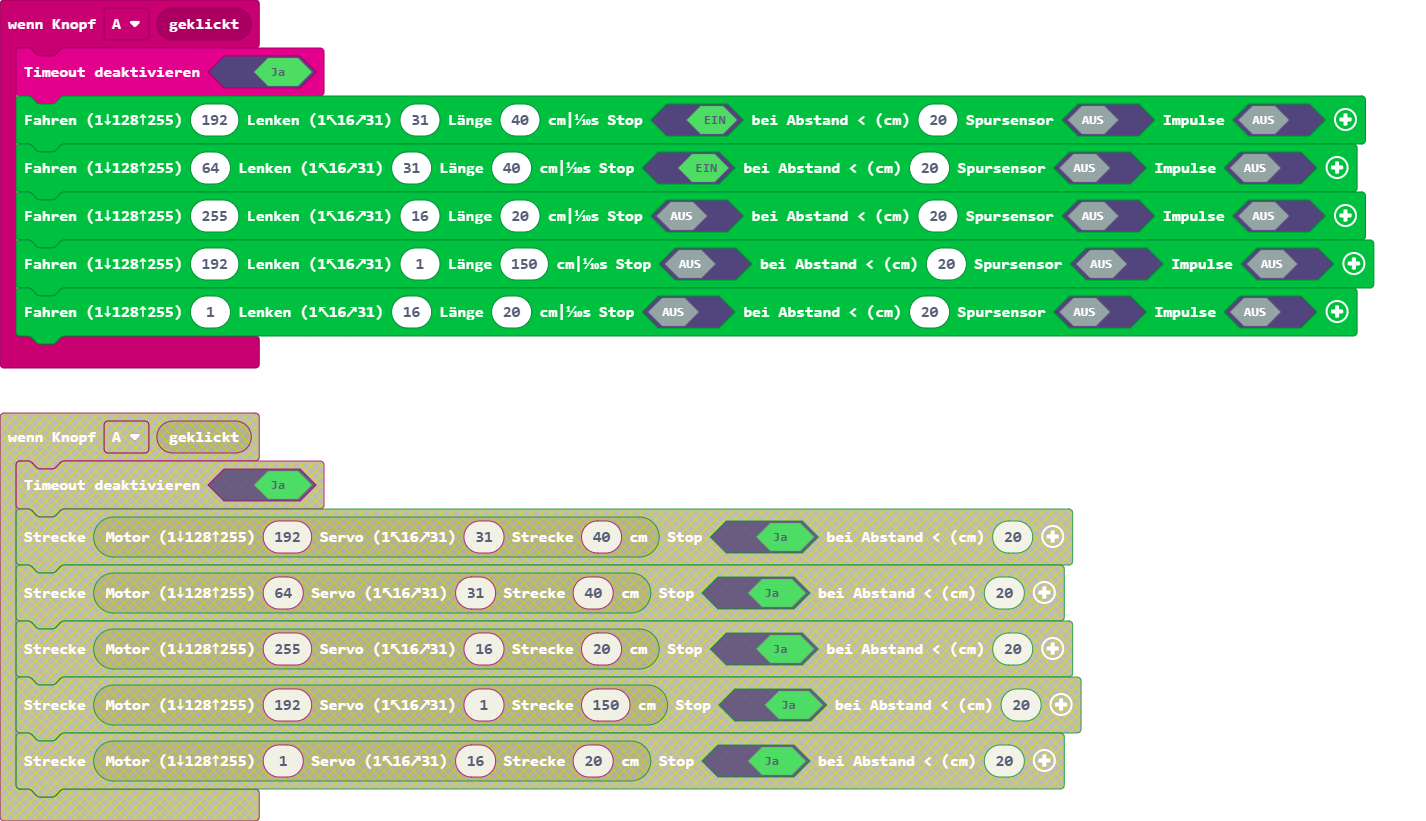 wenn Knopf A geklickt
Timeout deaktivieren Ja
Fahren (1↓128↑255) 192 Lenken (1↖16↗31) 31 Länge 40 cm|⅒s Stop EIN bei Abstand < (cm) 20 Spursensor AUS Impulse AUS
Fahren (1↓128↑255) 64 Lenken (1↖16↗31) 31 Länge 40 cm|⅒s Stop EIN bei Abstand < (cm) 20 Spursensor AUS Impulse AUS
Fahren (1↓128↑255) 255 Lenken (1↖16↗31) 16 Länge 20 cm|⅒s Stop AUS bei Abstand < (cm) 20 Spursensor AUS Impulse AUS
Fahren (1↓128↑255) 192 Lenken (1↖16↗31) 1 Länge 150 cm|⅒s Stop AUS bei Abstand < (cm) 20 Spursensor AUS Impulse AUS
Fahren (1↓128↑255) 1 Lenken (1↖16↗31) 16 Länge 20 cm|⅒s Stop AUS bei Abstand < (cm) 20 Spursensor AUS Impulse AUS
wenn Knopf A geklickt
Timeout deaktivieren Ja
Strecke Motor (1↓128↑255) 192 Servo (1↖16↗31) 31 Strecke 40 cm Stop Ja bei Abstand < (cm) 20
Strecke Motor (1↓128↑255) 64 Servo (1↖16↗31) 31 Strecke 40 cm Stop Ja bei Abstand < (cm) 20
Strecke Motor (1↓128↑255) 255 Servo (1↖16↗31) 16 Strecke 20 cm Stop Ja bei Abstand < (cm) 20
Strecke Motor (1↓128↑255) 192 Servo (1↖16↗31) 1 Strecke 150 cm Stop Ja bei Abstand < (cm) 20
Strecke Motor (1↓128↑255) 1 Servo (1↖16↗31) 16 Strecke 20 cm Stop Ja bei Abstand < (cm) 20